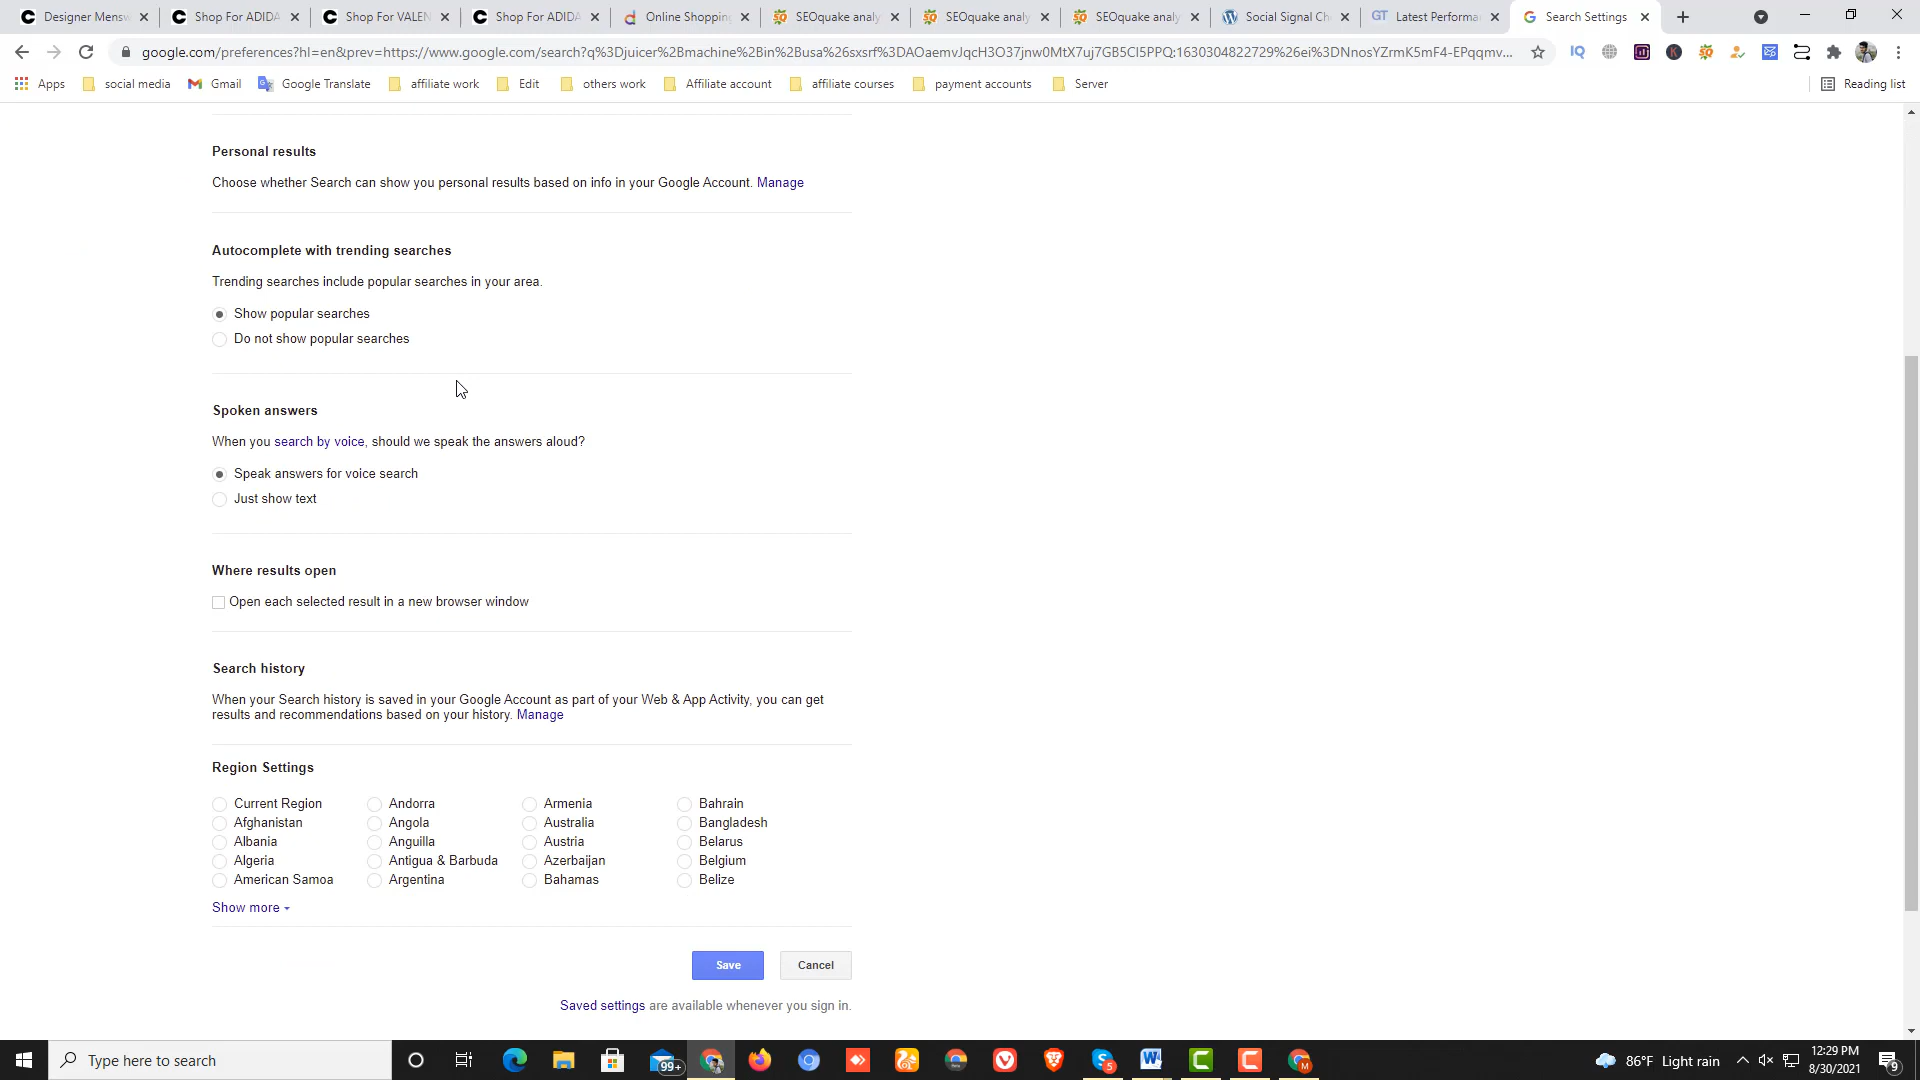 Designer Mensw
Shop For ADIDA
Shop For VALEN
Shop For ADIDA
Online Shopping
SEOquake analy
SEOquake analy
SEOquake analy
Social Signal Ch
Latest Performa
Search Settings
google.com/preferences?hl=en&prev=https://www.google.com/search?q%3Djuicer%2Bmachine%2Bin%2Busa%26sxsrf%3DAOaemvJqcH3O37jnw0MtX7uj7GB5CI5PPQ:1630304822729%26ei%3DNnosYZrmK5mF4-EPqqmv...
Apps
social media
Gmail
Google Translate
affiliate work
Edit
others work
Affiliate account
affiliate courses
payment accounts
Server
Reading list
Personal results
Choose whether Search can show you personal results based on info in your Google Account. Manage
Autocomplete with trending searches
Trending searches include popular searches in your area.
Show popular searches
Do not show popular searches
Spoken answers
When you search by voice, should we speak the answers aloud?
Speak answers for voice search
Just show text
Where results open
Open each selected result in a new browser window
Search history
When your Search history is saved in your Google Account as part of your Web & App Activity, you can get
results and recommendations based on your history. Manage
Region Settings
Current Region Andorra Armenia Bahrain
Afghanistan Angola Australia Bangladesh
Albania Anguilla Austria Belarus
Algeria Antigua & Barbuda Azerbaijan Belgium
American Samoa Argentina Bahamas Belize
Show more
Save
Cancel
Saved settings are available whenever you sign in.
Type here to search
99+
5
86°F Light rain
12:29 PM
8/30/2021
9